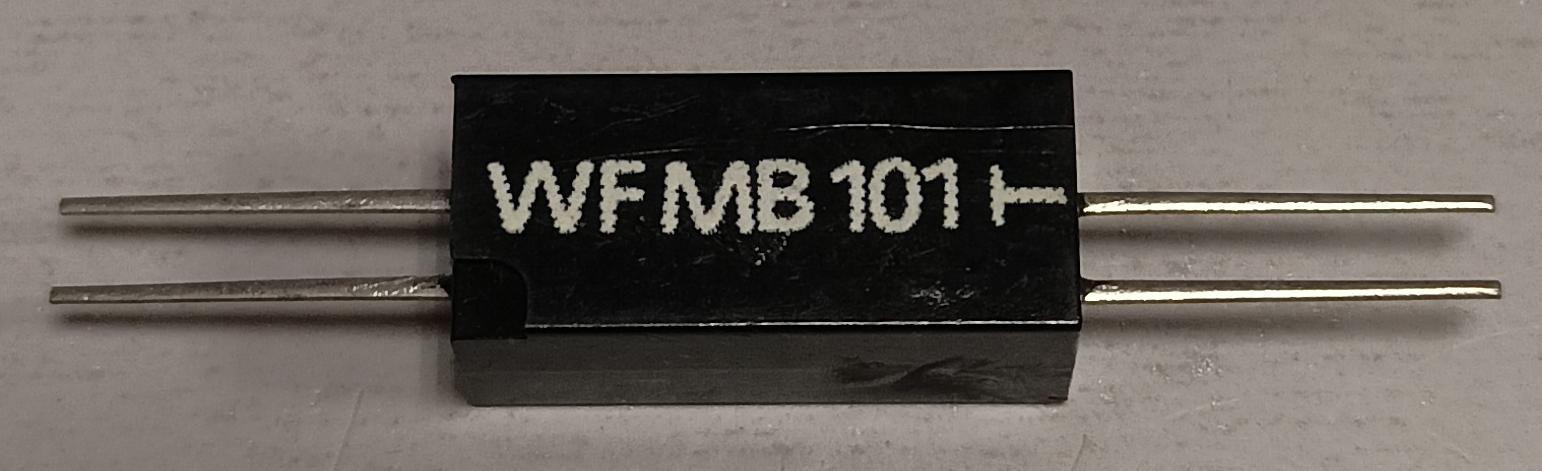 WF MB 101 T